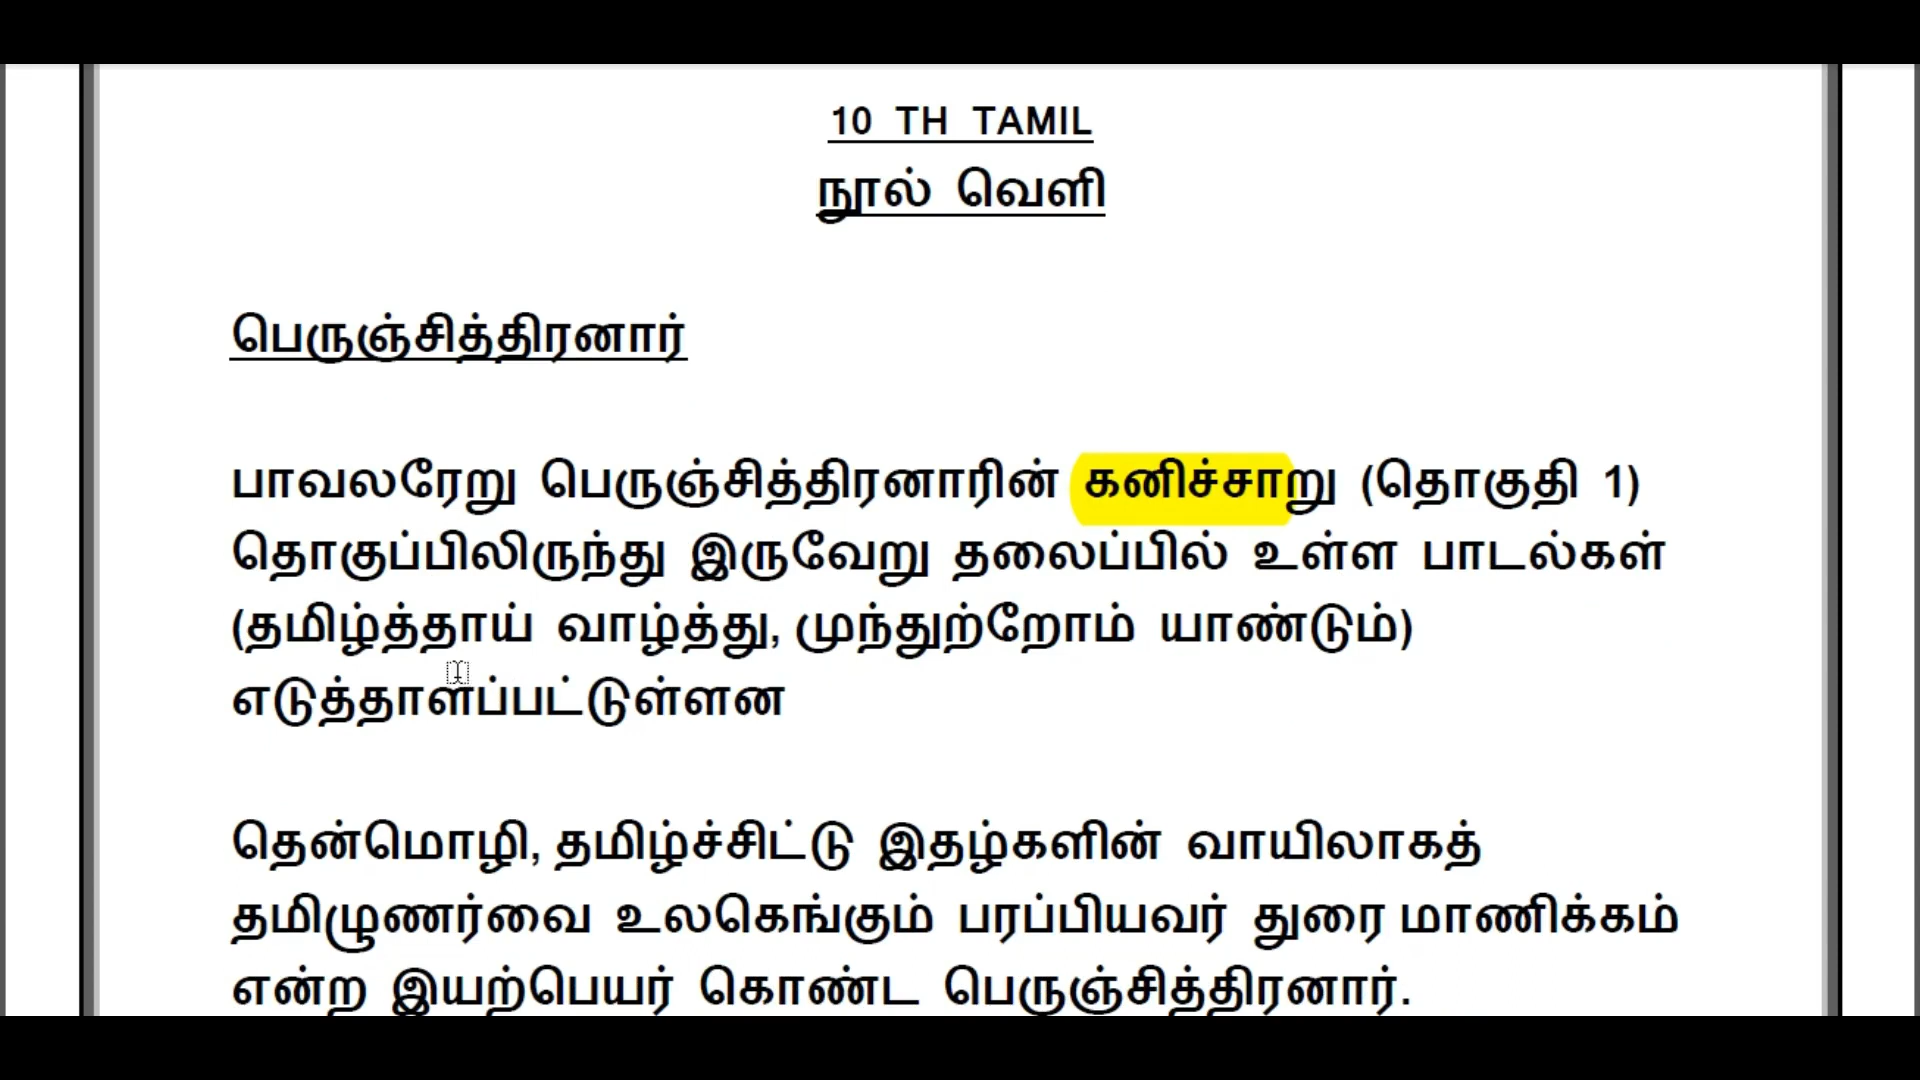 10 TH TAMIL
நூல் வெளி
பெருஞ்சித்திரனார்
பாவலரேறு பெருஞ்சித்திரனாரின் கனிச்சாறு (தொகுதி 1)
தொகுப்பிலிருந்து இருவேறு தலைப்பில் உள்ள பாடல்கள்
(தமிழ்த்தாய் வாழ்த்து, முந்துற்றோம் யாண்டும்)
எடுத்தாளப்பட்டுள்ளன
தென்மொழி, தமிழ்ச்சிட்டு இதழ்களின் வாயிலாகத்
தமிழுணர்வை உலகெங்கும் பரப்பியவர் துரை மாணிக்கம்
என்ற இயற்பெயர் கொண்ட பெருஞ்சித்திரனார்.